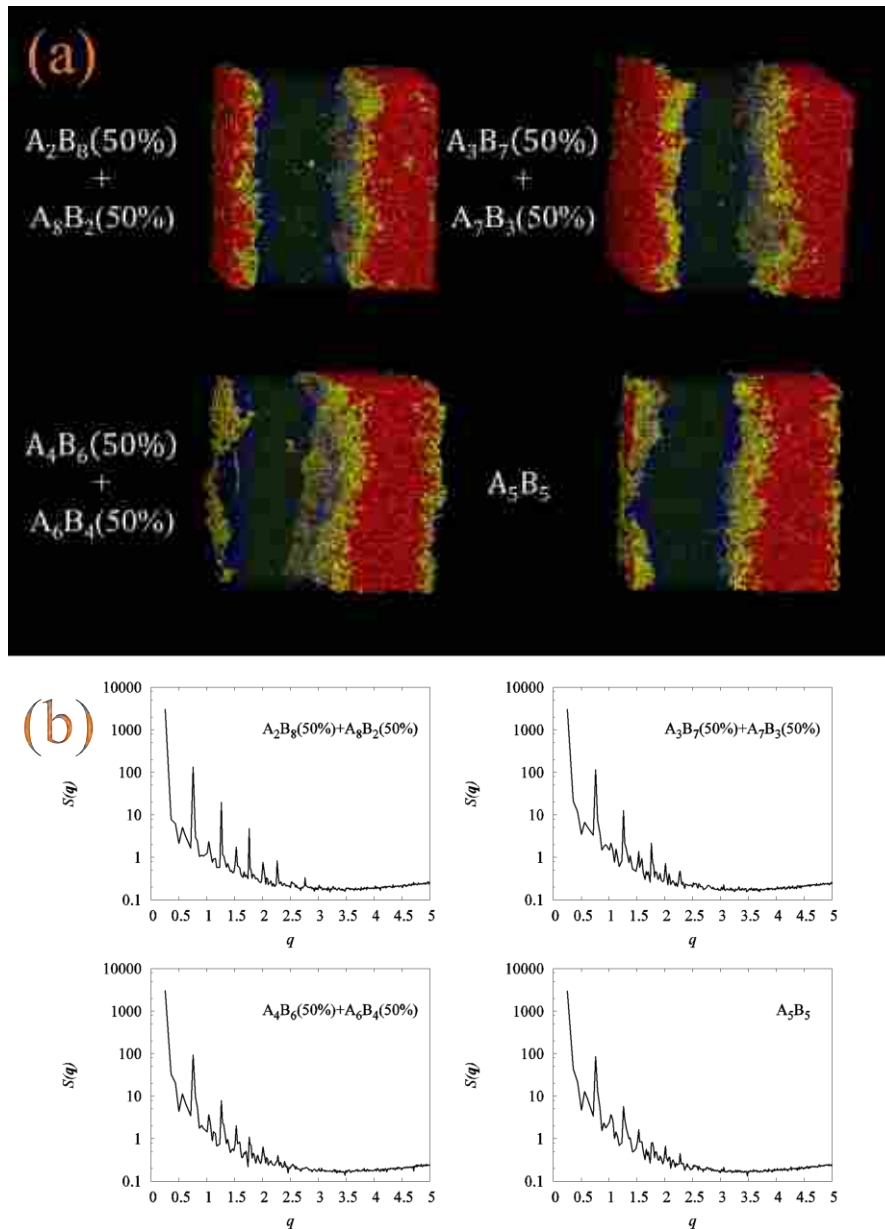 (a)
A₂B₈(50%)
+
A₈B₂(50%)
A₃B₇(50%)
+
A₇B₃(50%)
A₄B₆(50%)
+
A₆B₄(50%)
A₅B₅
(b)
10000
1000
100
10
1
0.1
S(q)
A₂B₈(50%)+A₈B₂(50%)
0 0.5 1 1.5 2 2.5 3 3.5 4 4.5 5
q
10000
1000
100
10
1
0.1
S(q)
A₃B₇(50%)+A₇B₃(50%)
0 0.5 1 1.5 2 2.5 3 3.5 4 4.5 5
q
10000
1000
100
10
1
0.1
S(q)
A₄B₆(50%)+A₆B₄(50%)
0 0.5 1 1.5 2 2.5 3 3.5 4 4.5 5
q
10000
1000
100
10
1
0.1
S(q)
A₅B₅
0 0.5 1 1.5 2 2.5 3 3.5 4 4.5 5
q